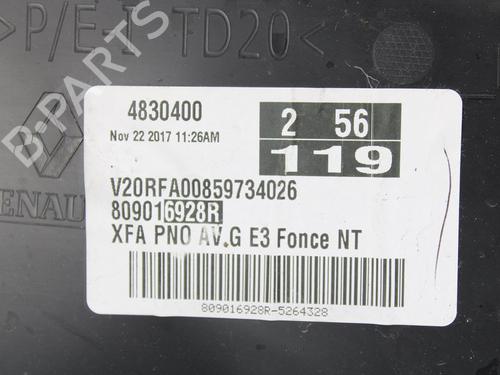 >P/E-I TD20<
4830400
Nov 22 2017 11:26AM
2 56
119
V20RFA00859734026
809016928R
XFA PNO AV.G E3 Fonce NT
809016928R-5264328
RENAU
B-Parts